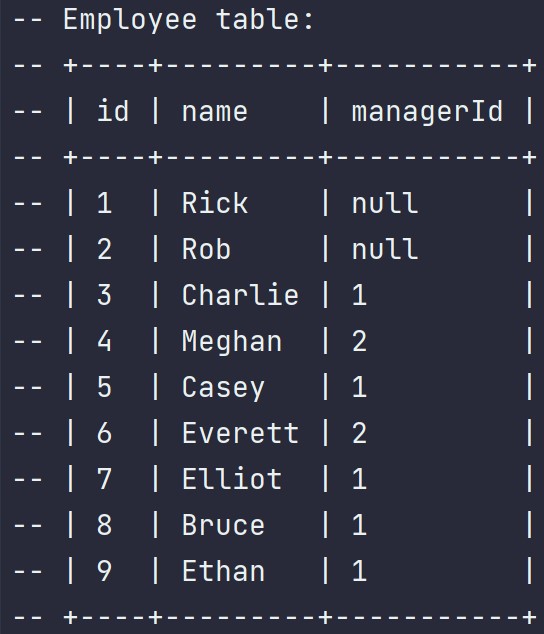 -- Employee table:
-- +----+---------+-----------+
-- | id | name    | managerId |
-- +----+---------+-----------+
-- | 1  | Rick    | null      |
-- | 2  | Rob     | null      |
-- | 3  | Charlie | 1         |
-- | 4  | Meghan  | 2         |
-- | 5  | Casey   | 1         |
-- | 6  | Everett | 2         |
-- | 7  | Elliot  | 1         |
-- | 8  | Bruce   | 1         |
-- | 9  | Ethan   | 1         |
-- +----+---------+-----------+